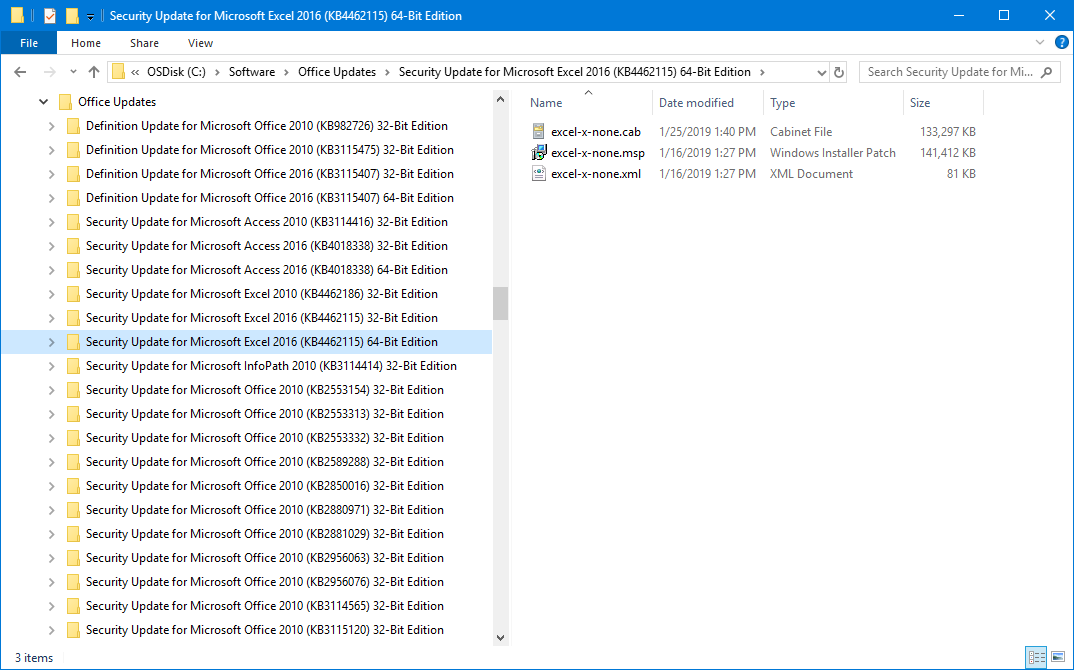 Security Update for Microsoft Excel 2016 (KB4462115) 64-Bit Edition
File Home Share View
« OSDisk (C:) > Software > Office Updates > Security Update for Microsoft Excel 2016 (KB4462115) 64-Bit Edition > Search Security Update for Mi...
Office Updates
Definition Update for Microsoft Office 2010 (KB982726) 32-Bit Edition
Definition Update for Microsoft Office 2010 (KB3115475) 32-Bit Edition
Definition Update for Microsoft Office 2016 (KB3115407) 32-Bit Edition
Definition Update for Microsoft Office 2016 (KB3115407) 64-Bit Edition
Security Update for Microsoft Access 2010 (KB3114416) 32-Bit Edition
Security Update for Microsoft Access 2016 (KB4018338) 32-Bit Edition
Security Update for Microsoft Access 2016 (KB4018338) 64-Bit Edition
Security Update for Microsoft Excel 2010 (KB4462186) 32-Bit Edition
Security Update for Microsoft Excel 2016 (KB4462115) 32-Bit Edition
Security Update for Microsoft Excel 2016 (KB4462115) 64-Bit Edition
Security Update for Microsoft InfoPath 2010 (KB3114414) 32-Bit Edition
Security Update for Microsoft Office 2010 (KB2553154) 32-Bit Edition
Security Update for Microsoft Office 2010 (KB2553313) 32-Bit Edition
Security Update for Microsoft Office 2010 (KB2553332) 32-Bit Edition
Security Update for Microsoft Office 2010 (KB2589288) 32-Bit Edition
Security Update for Microsoft Office 2010 (KB2850016) 32-Bit Edition
Security Update for Microsoft Office 2010 (KB2880971) 32-Bit Edition
Security Update for Microsoft Office 2010 (KB2881029) 32-Bit Edition
Security Update for Microsoft Office 2010 (KB2956063) 32-Bit Edition
Security Update for Microsoft Office 2010 (KB2956076) 32-Bit Edition
Security Update for Microsoft Office 2010 (KB3114565) 32-Bit Edition
Security Update for Microsoft Office 2010 (KB3115120) 32-Bit Edition
Name Date modified Type Size
excel-x-none.cab 1/25/2019 1:40 PM Cabinet File 133,297 KB
excel-x-none.msp 1/16/2019 1:27 PM Windows Installer Patch 141,412 KB
excel-x-none.xml 1/16/2019 1:27 PM XML Document 81 KB
3 items